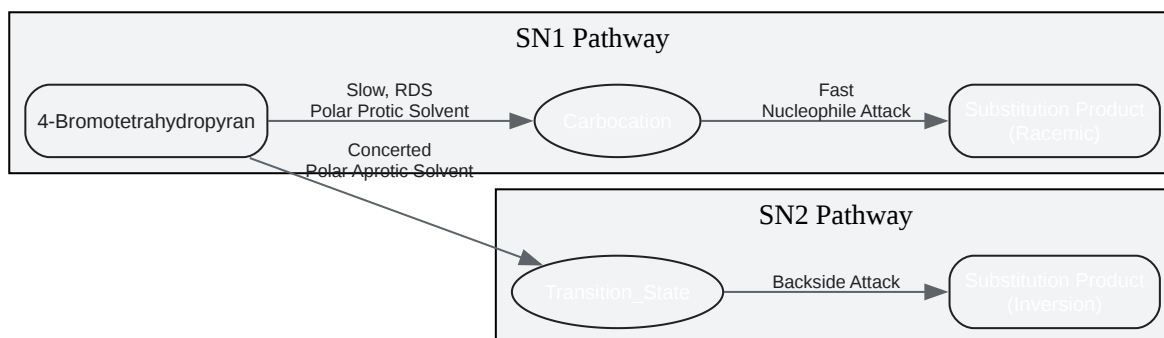 SN1 Pathway
4-Bromotetrahydropyran
Slow, RDS
Polar Protic Solvent
Carbocation
Fast
Nucleophile Attack
Substitution Product
(Racemic)
Concerted
Polar Aprotic Solvent
SN2 Pathway
Transition_State
Backside Attack
Substitution Product
(Inversion)